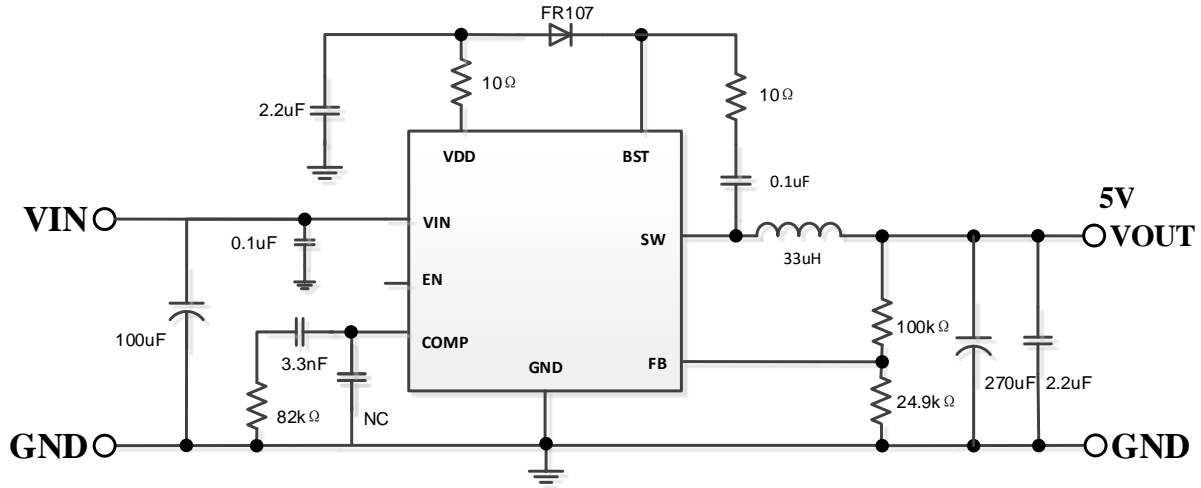 FR107
10Ω
10Ω
2.2uF
VDD
BST
0.1uF
5V
VIN
VIN
VOUT
0.1uF
SW
33uH
EN
100uF
100kΩ
COMP
3.3nF
GND
FB
270uF
2.2uF
82kΩ
NC
24.9kΩ
GND
GND